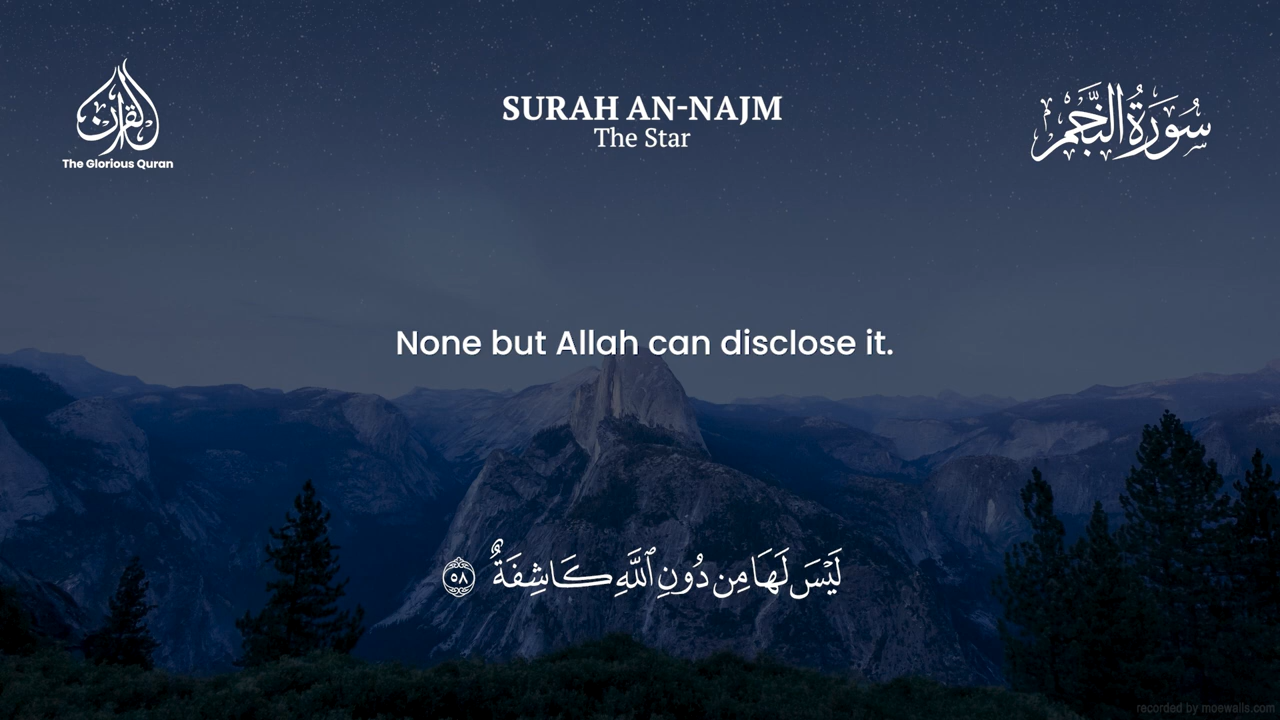 القرآن
The Glorious Quran
SURAH AN-NAJM
The Star
سُورَةُ النَّجْمِ
None but Allah can disclose it.
لَيْسَ لَهَا مِن دُونِ ٱللَّهِ كَاشِفَةٌ ٥٨
recorded by moewalls.com